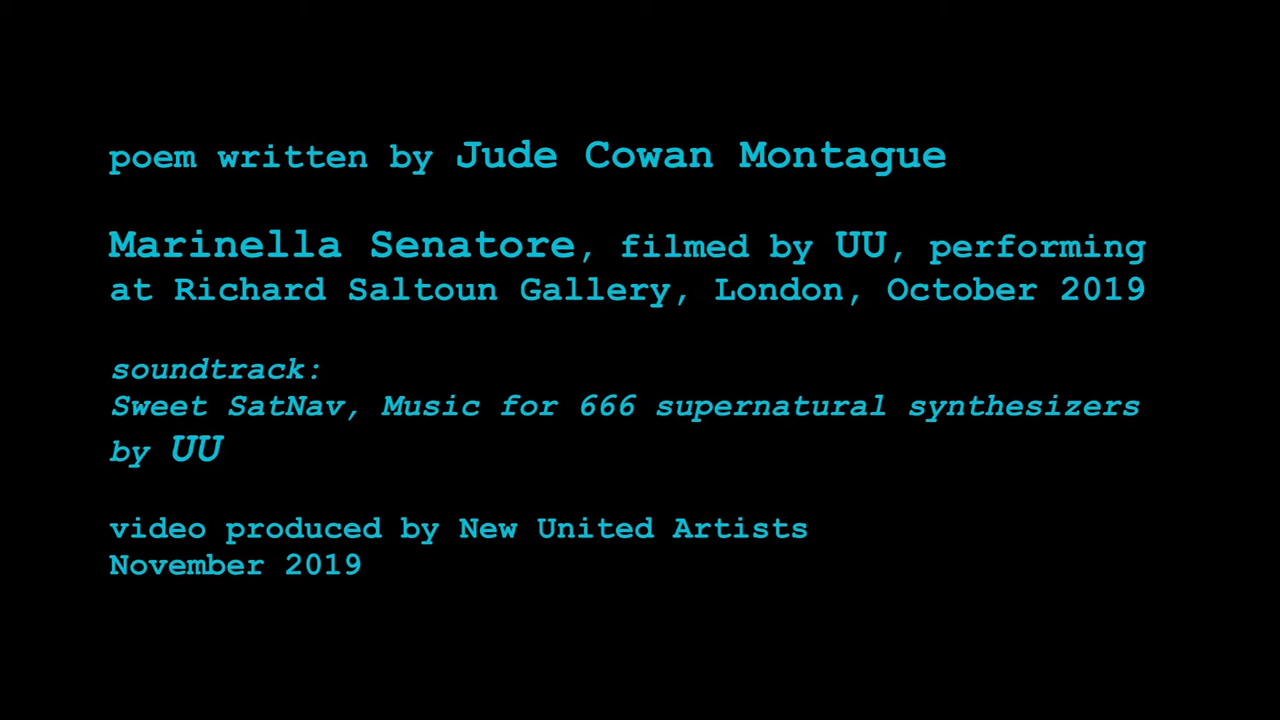 poem written by Jude Cowan Montague
Marinella Senatore, filmed by UU, performing
at Richard Saltoun Gallery, London, October 2019
soundtrack:
Sweet SatNav, Music for 666 supernatural synthesizers
by UU
video produced by New United Artists
November 2019